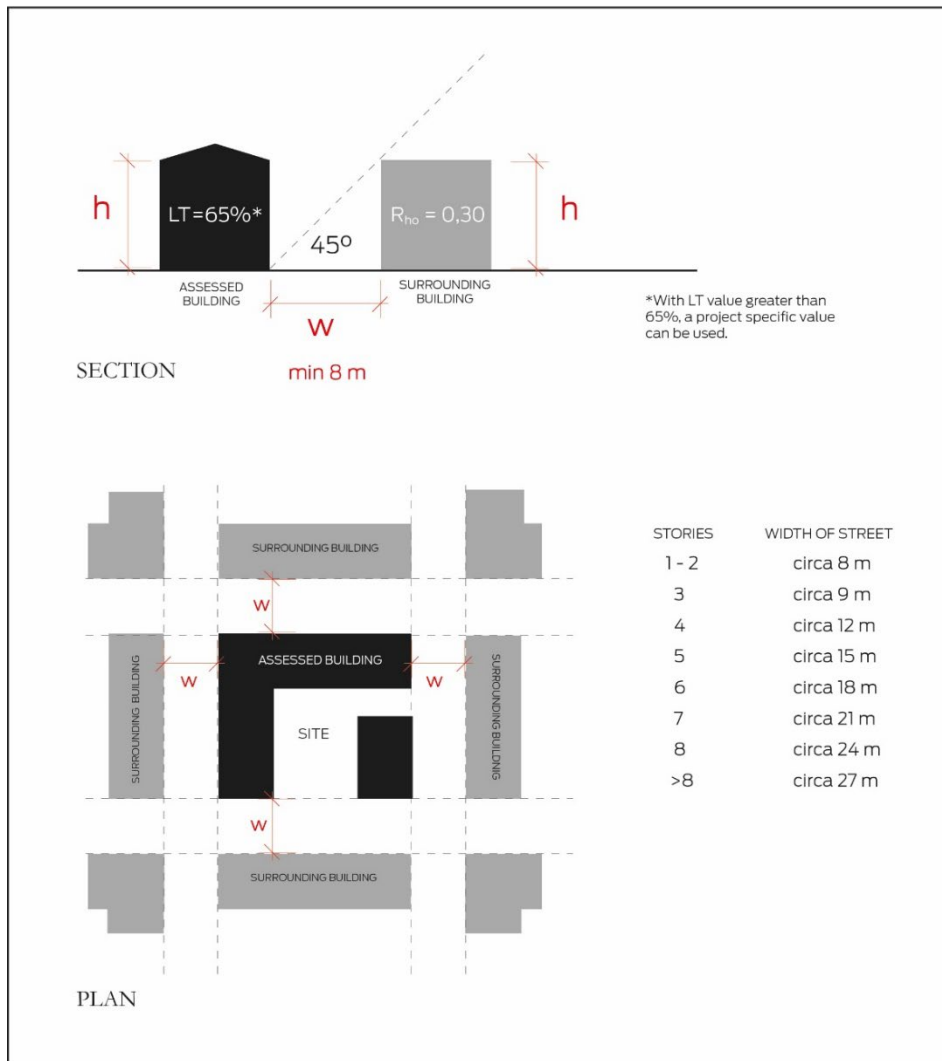 h
LT=65%*
45º
Rho = 0,30
h
ASSESSED
BUILDING
SURROUNDING
BUILDING
w
min 8 m
*With LT value greater than
65%, a project specific value
can be used.
SECTION
SURROUNDING BUILDING
w
ASSESSED BUILDING
SURROUNDING BUILDING
w
w
SURROUNDING BUILDING
SITE
w
SURROUNDING BUILDING
STORIES WIDTH OF STREET
1 - 2 circa 8 m
3 circa 9 m
4 circa 12 m
5 circa 15 m
6 circa 18 m
7 circa 21 m
8 circa 24 m
>8 circa 27 m
PLAN